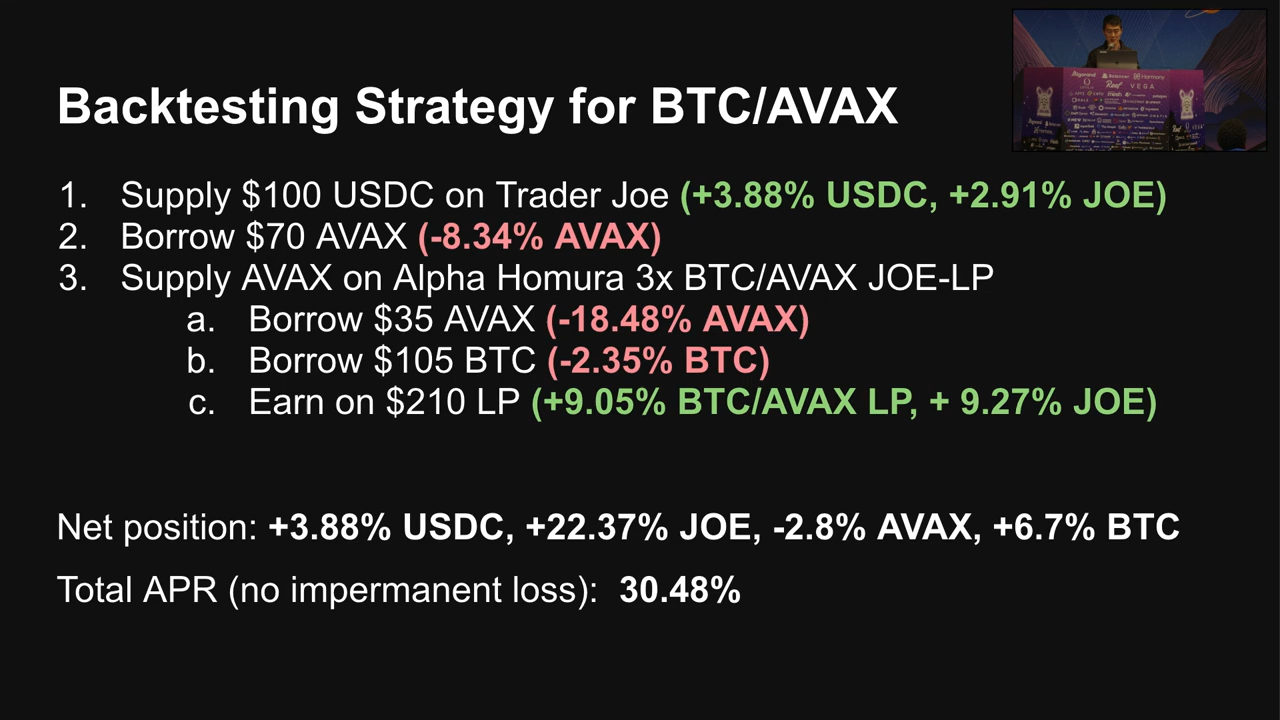 Backtesting Strategy for BTC/AVAX
1. Supply $100 USDC on Trader Joe (+3.88% USDC, +2.91% JOE)
2. Borrow $70 AVAX (-8.34% AVAX)
3. Supply AVAX on Alpha Homura 3x BTC/AVAX JOE-LP
a. Borrow $35 AVAX (-18.48% AVAX)
b. Borrow $105 BTC (-2.35% BTC)
c. Earn on $210 LP (+9.05% BTC/AVAX LP, + 9.27% JOE)
Net position: +3.88% USDC, +22.37% JOE, -2.8% AVAX, +6.7% BTC
Total APR (no impermanent loss): 30.48%
Algorand
Harmony
Reef
VEGA